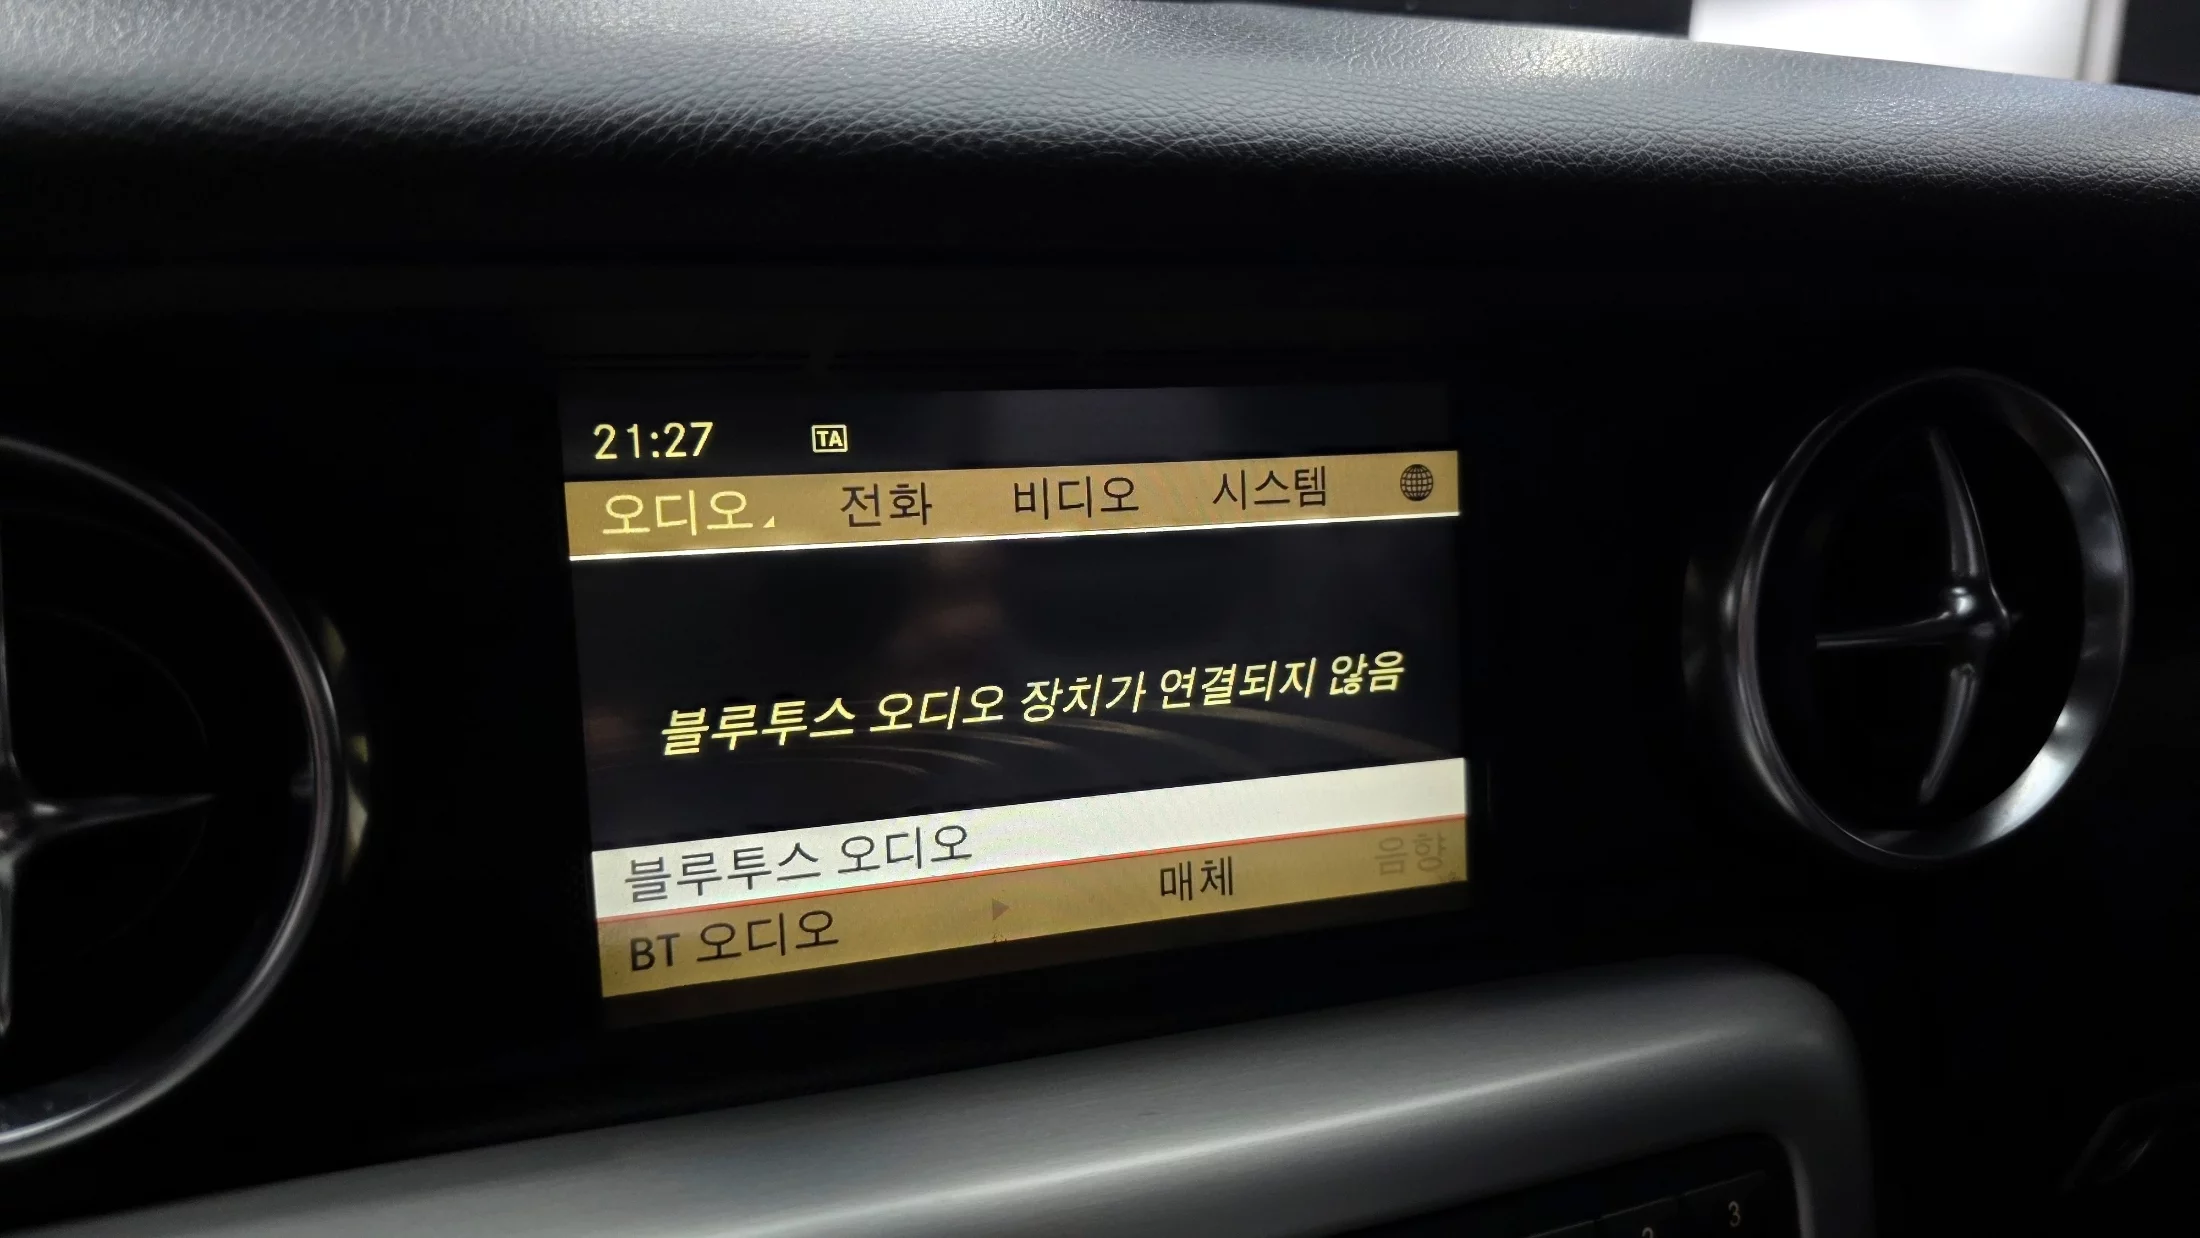 21:27 TA
오디오 전화 비디오 시스템
블루투스 오디오 장치가 연결되지 않음
블루투스 오디오
BT 오디오 매체 음향
3